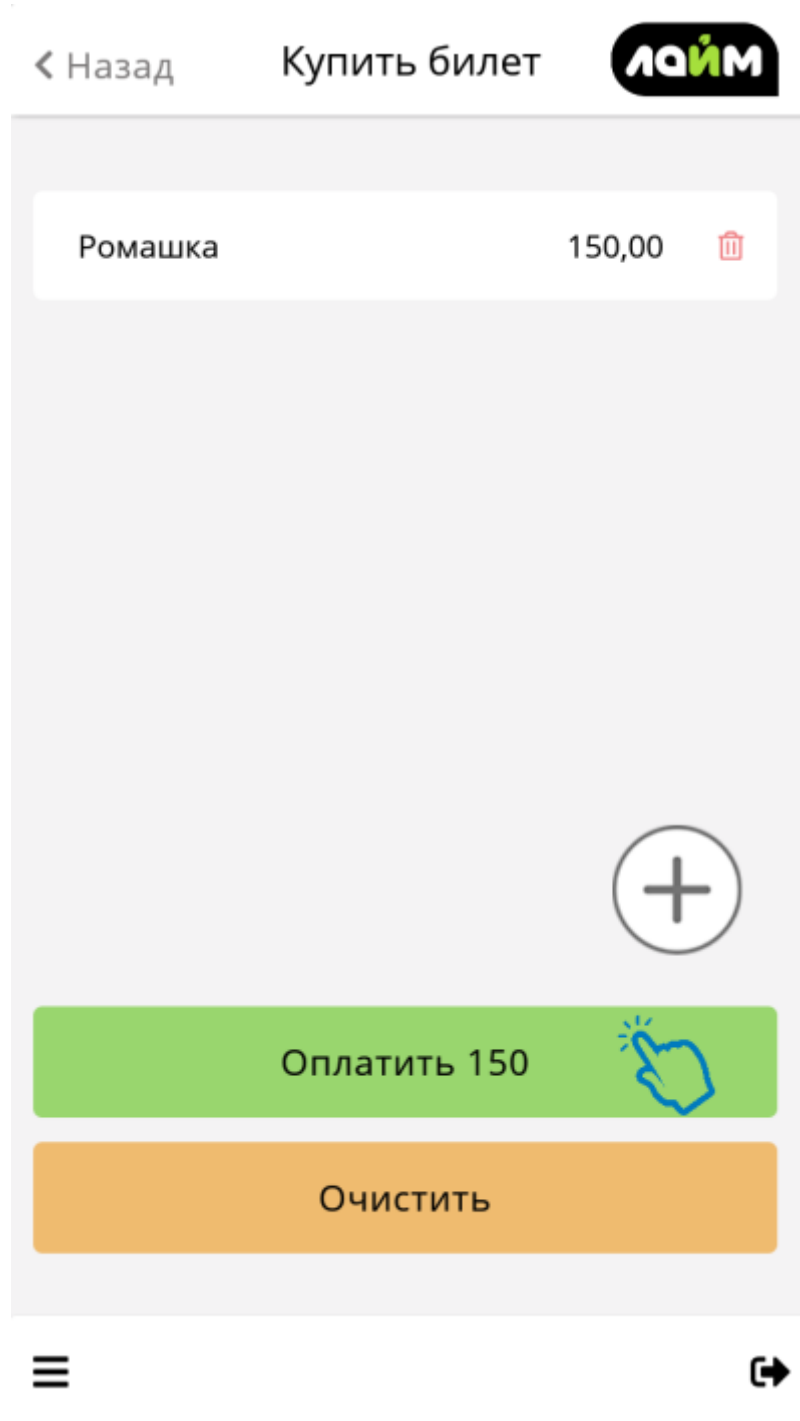 Назад
Купить билет
лайм
Ромашка
150,00
Оплатить 150
Очистить